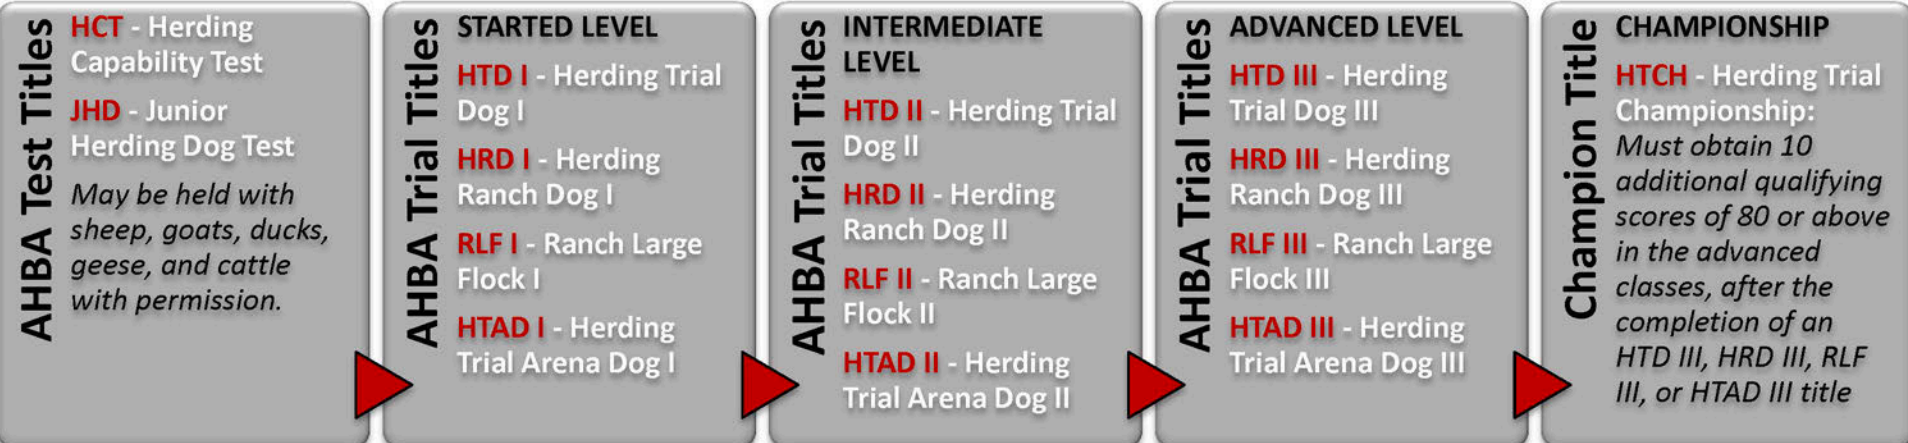 AHBA Test Titles
HCT - Herding
Capability Test
JHD - Junior
Herding Dog Test
May be held with
sheep, goats, ducks,
geese, and cattle
with permission.
AHBA Trial Titles
STARTED LEVEL
HTD I - Herding Trial
Dog I
HRD I - Herding
Ranch Dog I
RLF I - Ranch Large
Flock I
HTAD I - Herding
Trial Arena Dog I
AHBA Trial Titles
INTERMEDIATE
LEVEL
HTD II - Herding Trial
Dog II
HRD II - Herding
Ranch Dog II
RLF II - Ranch Large
Flock II
HTAD II - Herding
Trial Arena Dog II
AHBA Trial Titles
ADVANCED LEVEL
HTD III - Herding
Trial Dog III
HRD III - Herding
Ranch Dog III
RLF III - Ranch Large
Flock III
HTAD III - Herding
Trial Arena Dog III
Champion Title
CHAMPIONSHIP
HTCH - Herding Trial
Championship:
Must obtain 10
additional qualifying
scores of 80 or above
in the advanced
classes, after the
completion of an
HTD III, HRD III, RLF
III, or HTAD III title